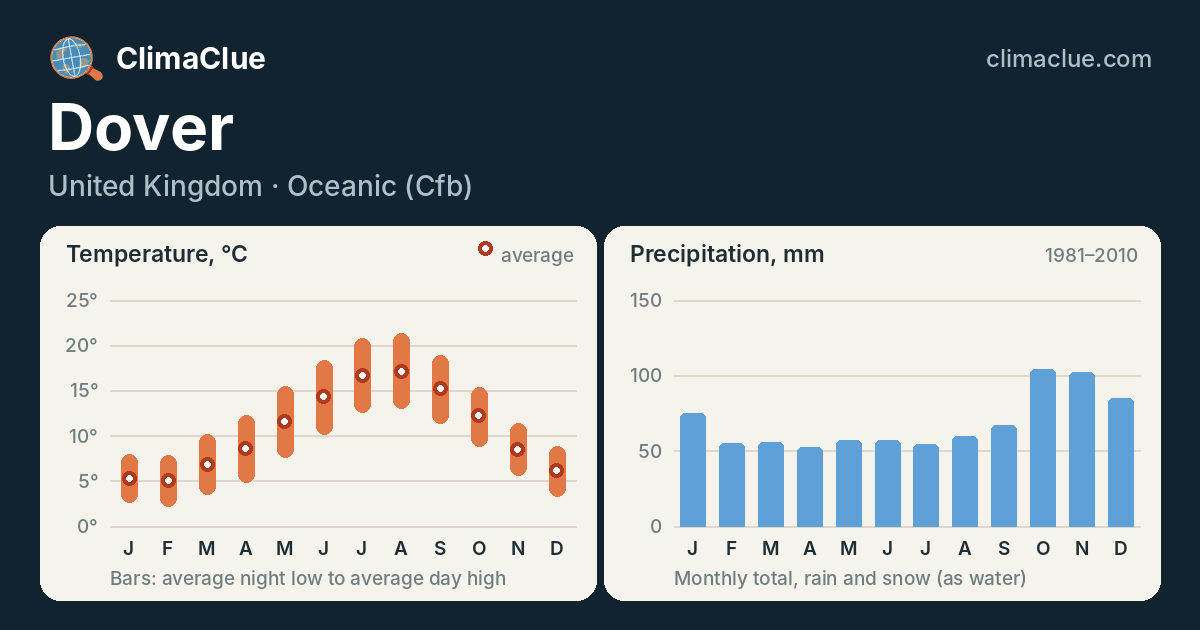 ClimaClue
climaclue.com
Dover
United Kingdom · Oceanic (Cfb)
Temperature, °C
average
25°
20°
15°
10°
5°
0°
J F M A M J J A S O N D
Bars: average night low to average day high
Precipitation, mm
1981–2010
150
100
50
0
J F M A M J J A S O N D
Monthly total, rain and snow (as water)